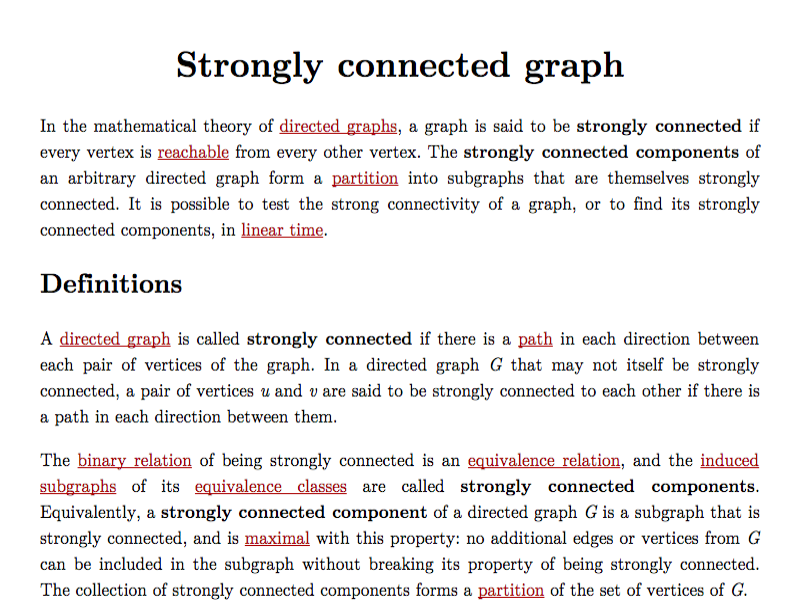 Strongly connected graph
In the mathematical theory of directed graphs, a graph is said to be strongly connected if
every vertex is reachable from every other vertex. The strongly connected components of
an arbitrary directed graph form a partition into subgraphs that are themselves strongly
connected. It is possible to test the strong connectivity of a graph, or to find its strongly
connected components, in linear time.
Definitions
A directed graph is called strongly connected if there is a path in each direction between
each pair of vertices of the graph. In a directed graph G that may not itself be strongly
connected, a pair of vertices u and v are said to be strongly connected to each other if there is
a path in each direction between them.
The binary relation of being strongly connected is an equivalence relation, and the induced
subgraphs of its equivalence classes are called strongly connected components.
Equivalently, a strongly connected component of a directed graph G is a subgraph that is
strongly connected, and is maximal with this property: no additional edges or vertices from G
can be included in the subgraph without breaking its property of being strongly connected.
The collection of strongly connected components forms a partition of the set of vertices of G.